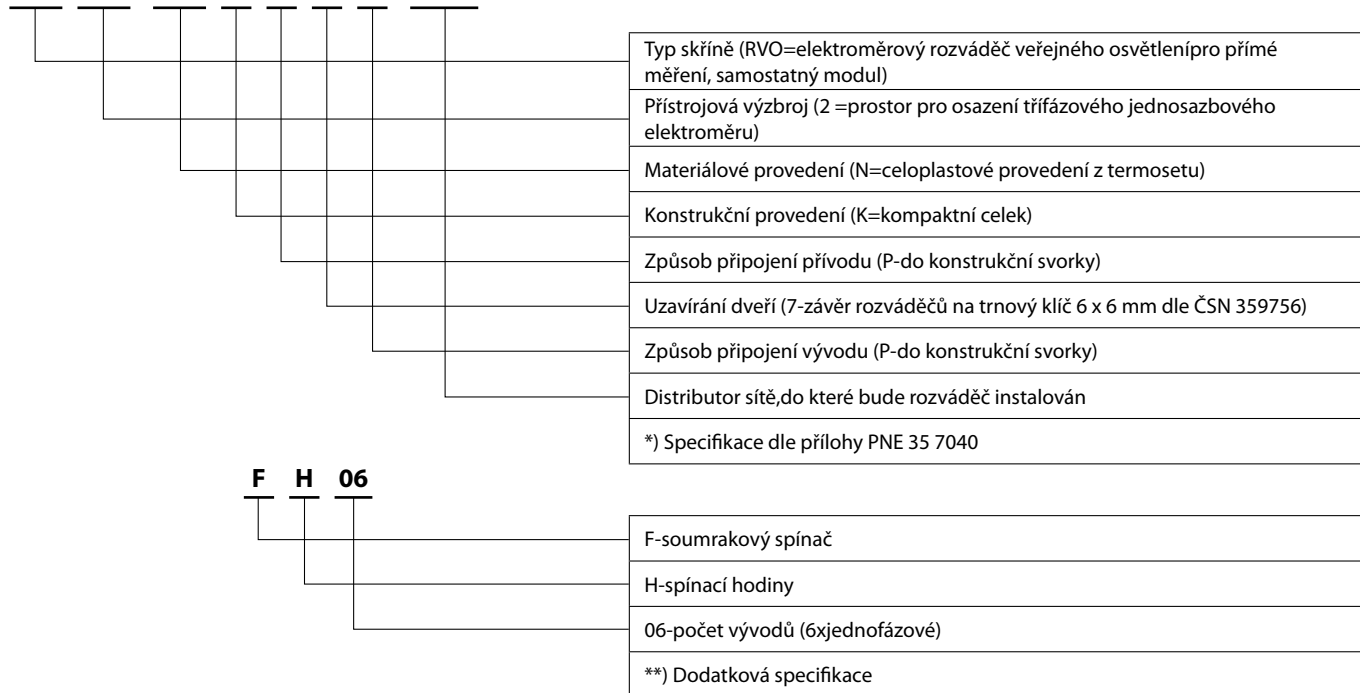 Typ skříně (RVO=elektroměrový rozváděč veřejného osvětlenípro přímé
měření, samostatný modul)
Přístrojová výzbroj (2 =prostor pro osazení třífázového jednosazbového
elektroměru)
Materiálové provedení (N=celoplastové provedení z termosetu)
Konstrukční provedení (K=kompaktní celek)
Způsob připojení přívodu (P-do konstrukční svorky)
Uzavírání dveří (7-závěr rozváděčů na trnový klíč 6 x 6 mm dle ČSN 359756)
Způsob připojení vývodu (P-do konstrukční svorky)
Distributor sítě,do které bude rozváděč instalován
*) Specifikace dle přílohy PNE 35 7040
F H 06
F-soumrakový spínač
H-spínací hodiny
06-počet vývodů (6xjednofázové)
**) Dodatková specifikace